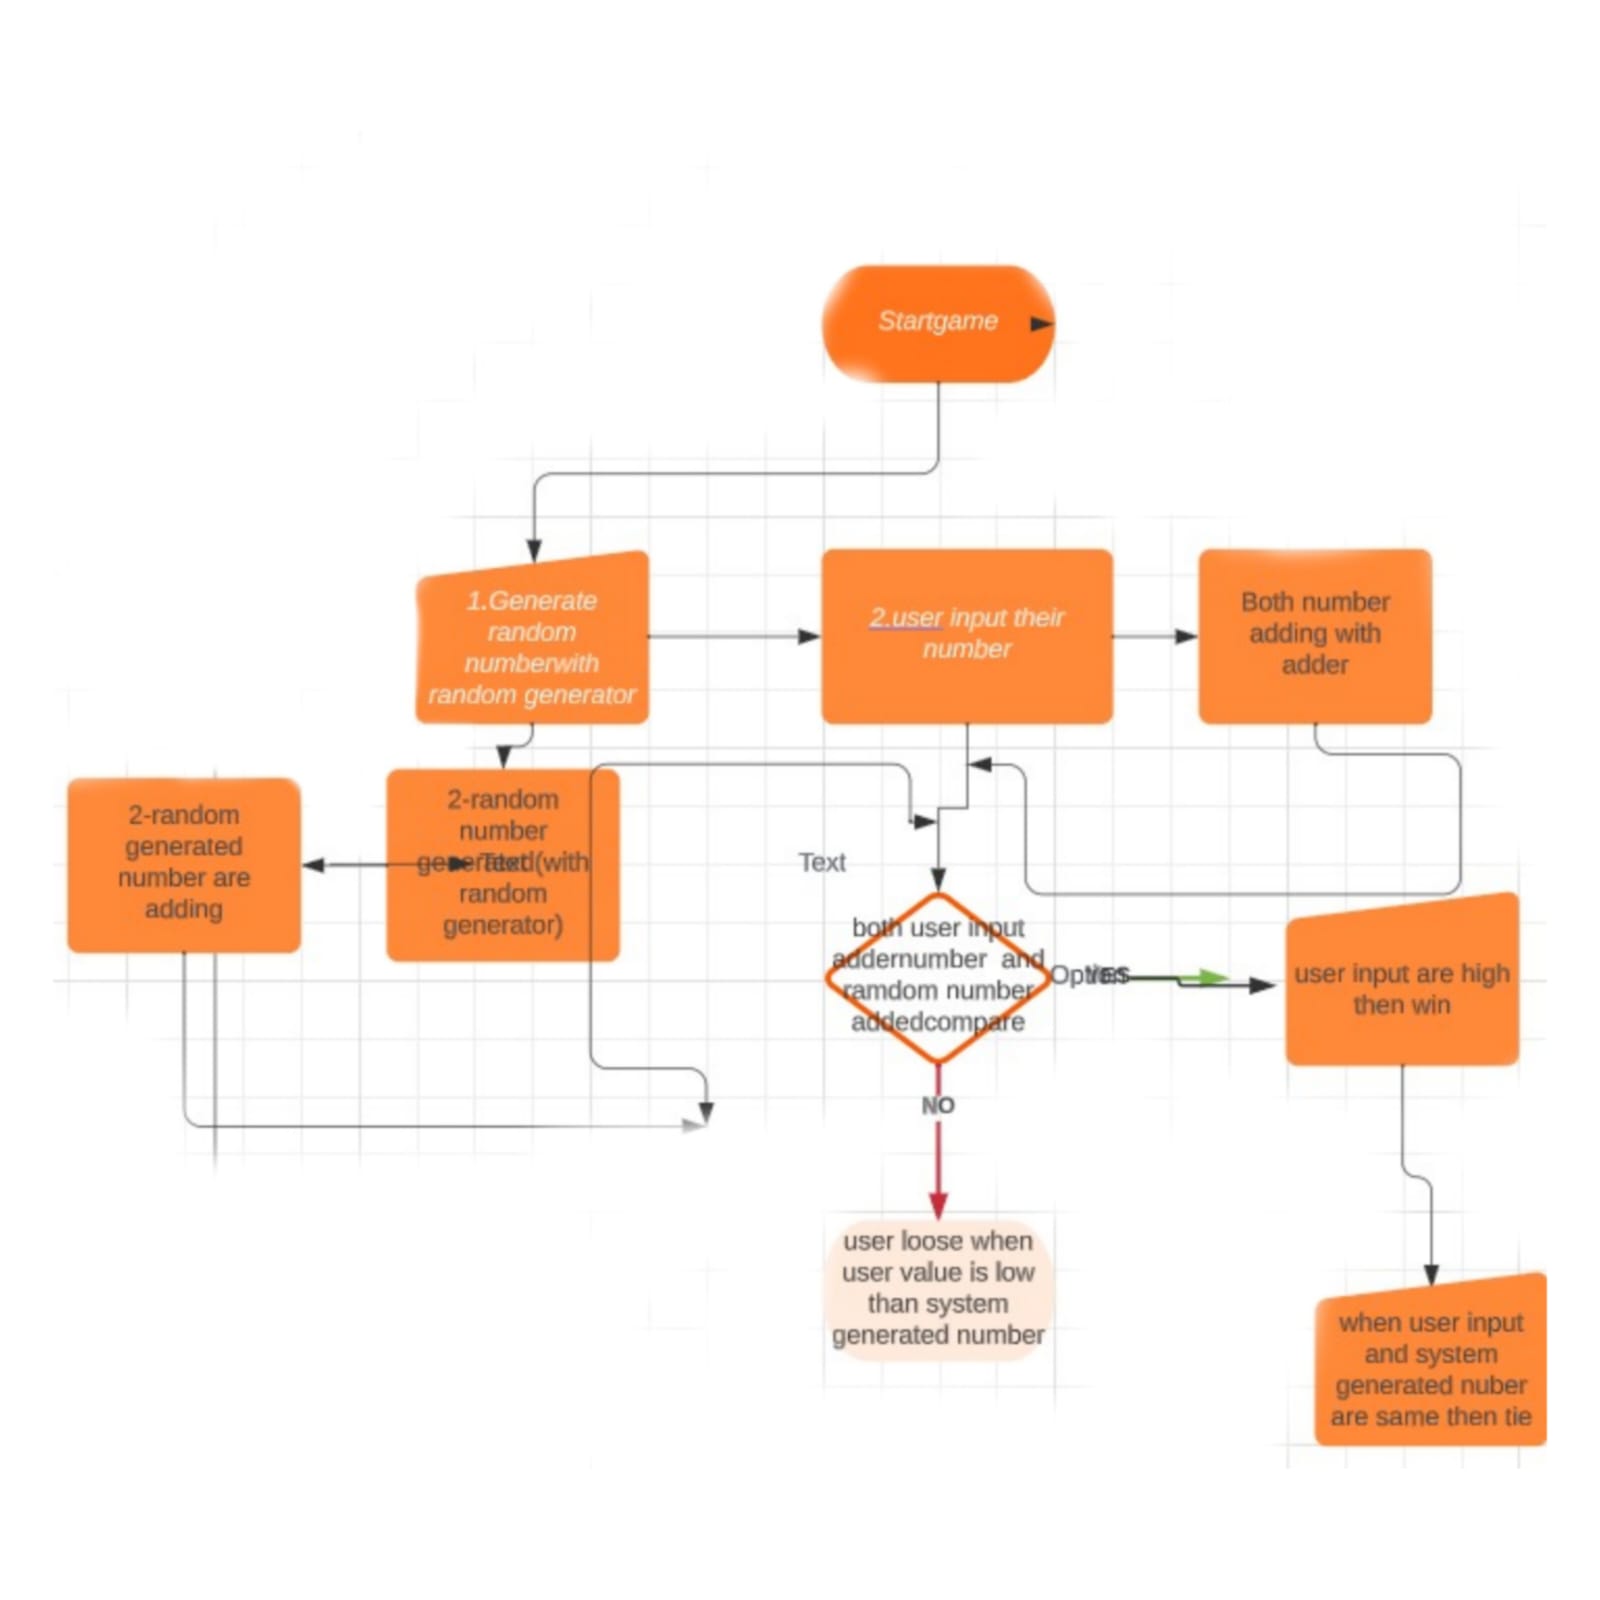 Startgame
1.Generate
random
numberwith
random generator
2.user input their
number
Both number
adding with
adder
2-random
generated
number are
adding
2-random
number
generated(with
random
generator)
Text
Text
both user input
addernumber and
ramdom number
addedcompare
Option
YES
user input are high
then win
NO
user loose when
user value is low
than system
generated number
when user input
and system
generated nuber
are same then tie